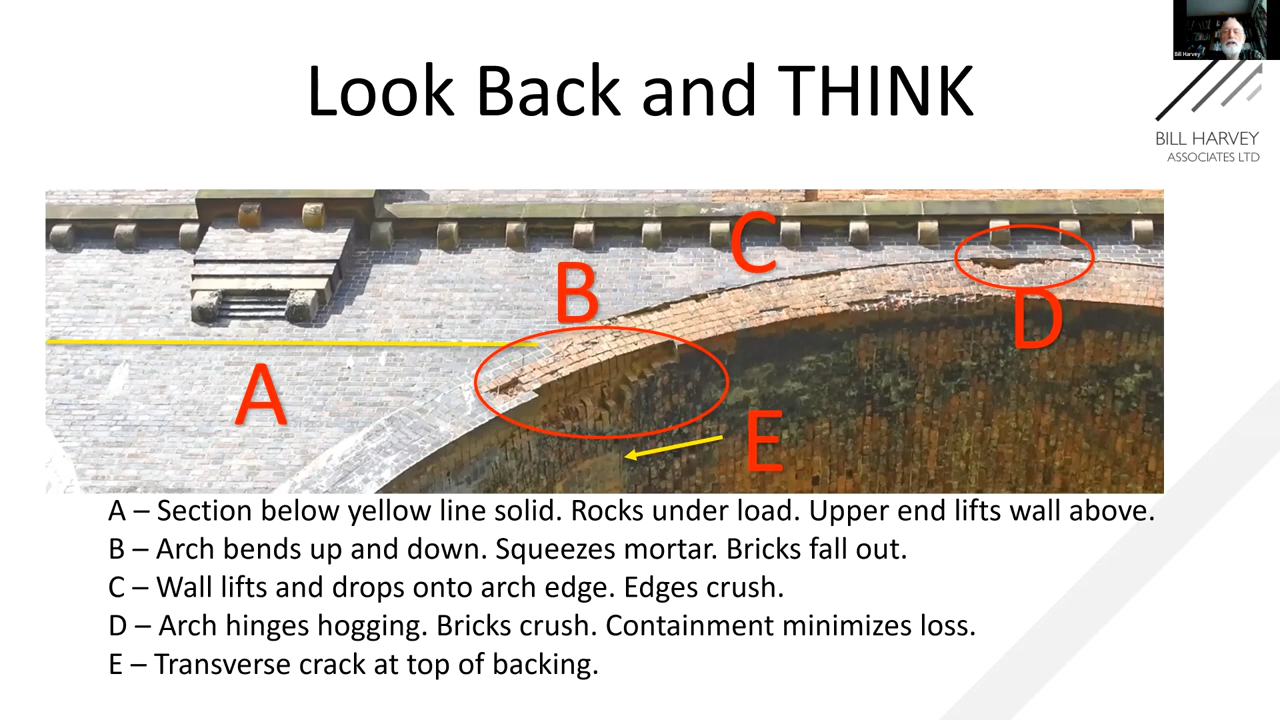 Look Back and THINK
Bill Harvey
BILL HARVEY
ASSOCIATES LTD
C
B
D
A
E
A – Section below yellow line solid. Rocks under load. Upper end lifts wall above.
B – Arch bends up and down. Squeezes mortar. Bricks fall out.
C – Wall lifts and drops onto arch edge. Edges crush.
D – Arch hinges hogging. Bricks crush. Containment minimizes loss.
E – Transverse crack at top of backing.